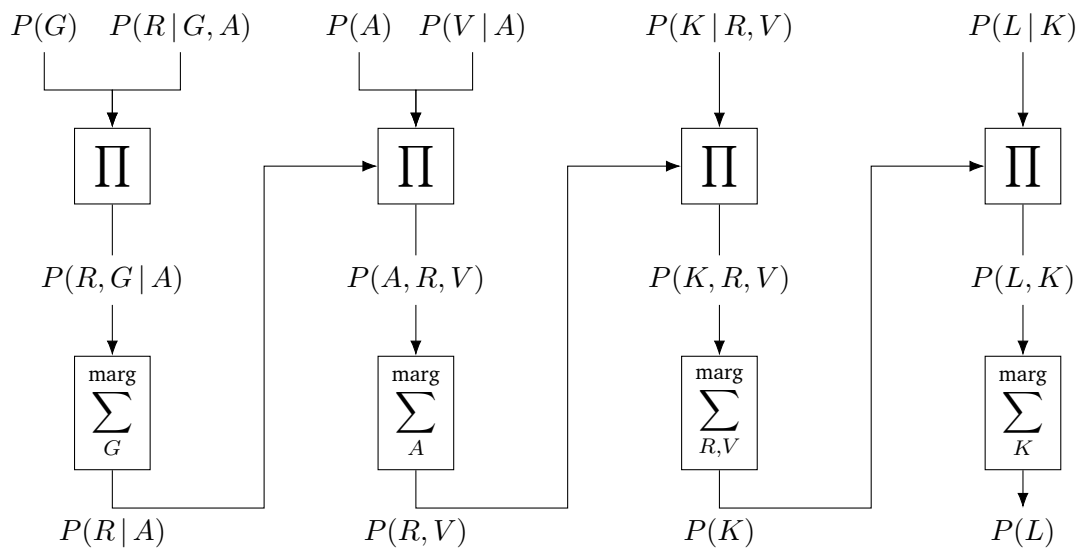 P(G) P(R | G, A) P(A) P(V | A) P(K | R, V) P(L | K)
∏ ∏ ∏ ∏
P(R, G | A) P(A, R, V) P(K, R, V) P(L, K)
marg marg marg marg
∑ ∑ ∑ ∑
G A R,V K
P(R | A) P(R, V) P(K) P(L)